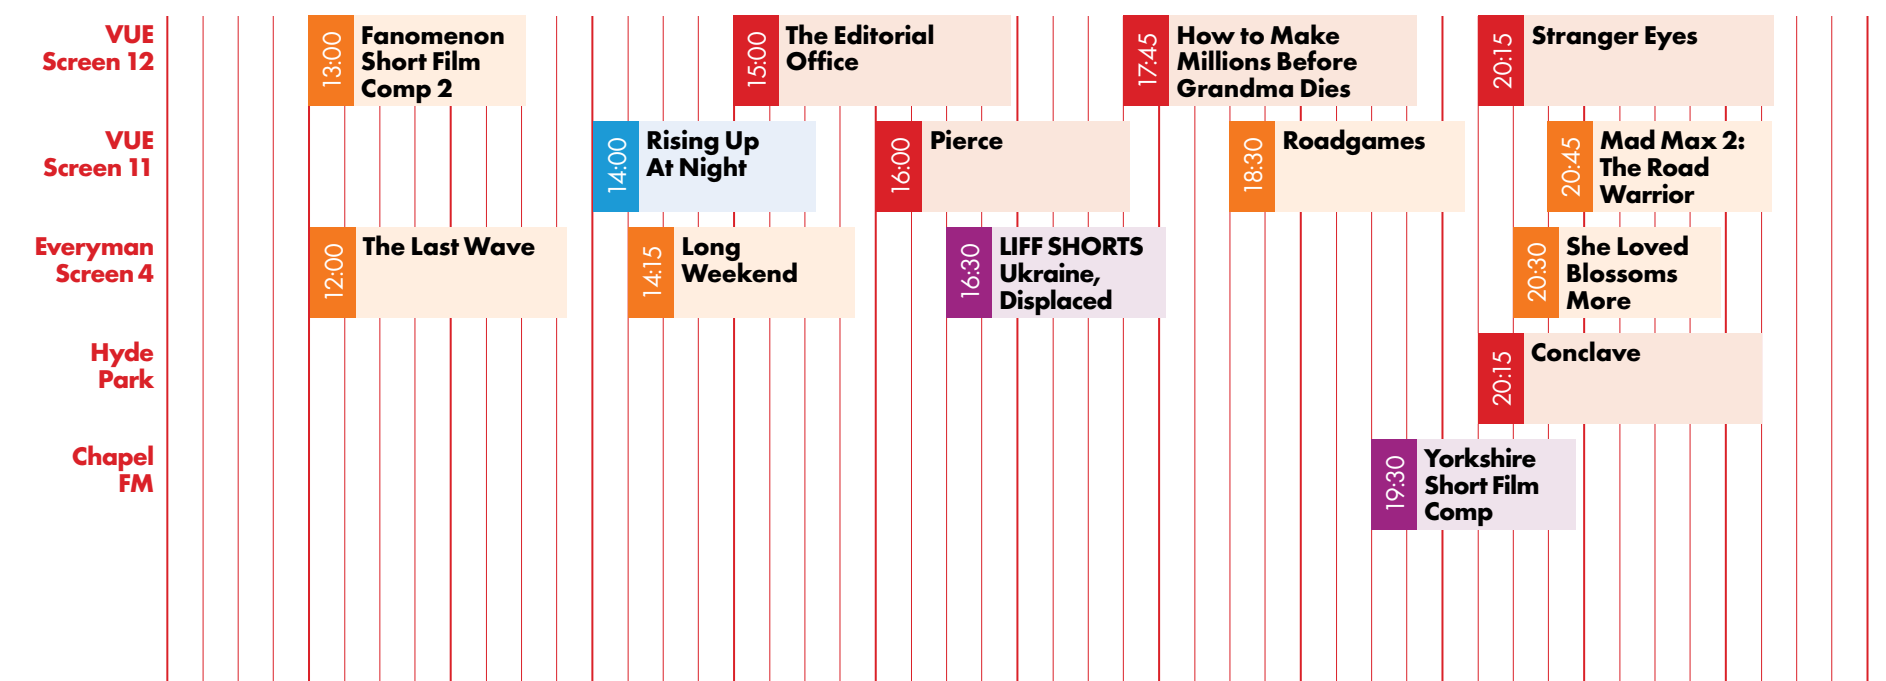 VUE
Screen 12
13:00
Fanomenon
Short Film
Comp 2
15:00
The Editorial
Office
17:45
How to Make
Millions Before
Grandma Dies
20:15
Stranger Eyes
VUE
Screen 11
14:00
Rising Up
At Night
16:00
Pierce
18:30
Roadgames
20:45
Mad Max 2:
The Road
Warrior
Everyman
Screen 4
12:00
The Last Wave
14:15
Long
Weekend
16:30
LIFF SHORTS
Ukraine,
Displaced
20:30
She Loved
Blossoms
More
Hyde
Park
20:15
Conclave
Chapel
FM
19:30
Yorkshire
Short Film
Comp